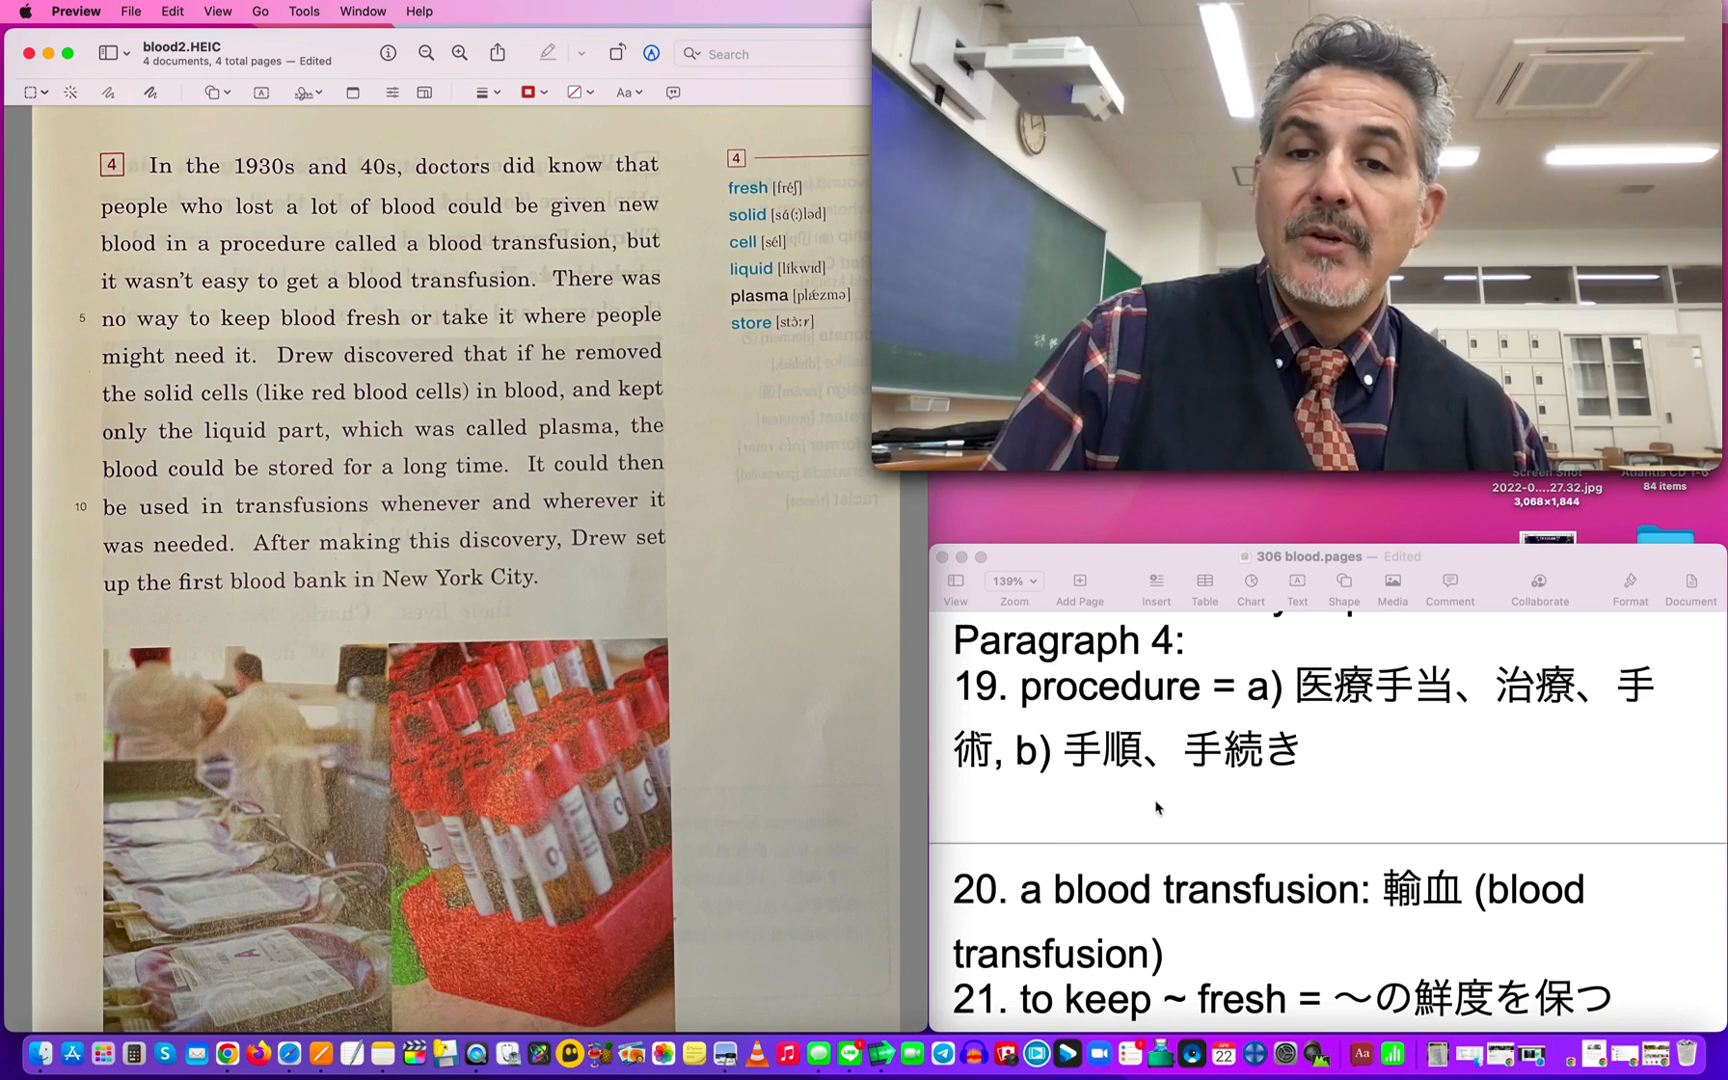 Preview File Edit View Go Tools Window Help
blood2.HEIC
4 documents, 4 total pages — Edited
Search
4 In the 1930s and 40s, doctors did know that
people who lost a lot of blood could be given new
blood in a procedure called a blood transfusion, but
it wasn't easy to get a blood transfusion. There was
5 no way to keep blood fresh or take it where people
might need it. Drew discovered that if he removed
the solid cells (like red blood cells) in blood, and kept
only the liquid part, which was called plasma, the
blood could be stored for a long time. It could then
10 be used in transfusions whenever and wherever it
was needed. After making this discovery, Drew set
up the first blood bank in New York City.
4
fresh [fréʃ]
solid [sɑ́(:)ləd]
cell [sél]
liquid [líkwɪd]
plasma [plǽzmə]
store [stɔ́ːr]
A
Screen Shot
2022-0....27.32.jpg
3,068×1,844
Atlantis CD 1-6
84 items
306 blood.pages — Edited
139%
View Zoom Add Page Insert Table Chart Text Shape Media Comment Collaborate Format Document
Paragraph 4:
19. procedure = a) 医療手当、治療、手
術, b) 手順、手続き
20. a blood transfusion: 輸血 (blood
transfusion)
21. to keep ~ fresh = 〜の鮮度を保つ
APR
22
Aa